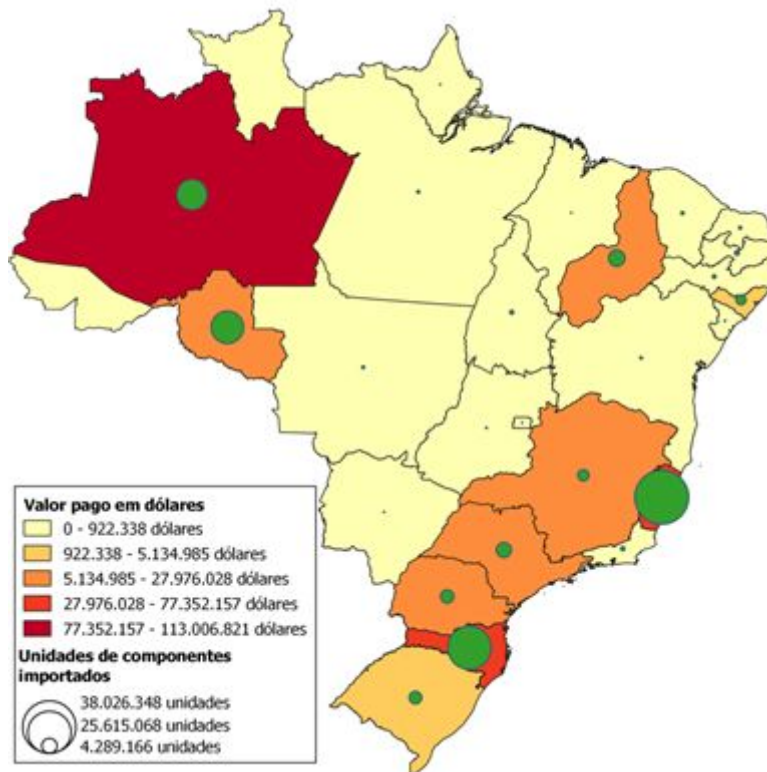 Valor pago em dólares
0 - 922.338 dólares
922.338 - 5.134.985 dólares
5.134.985 - 27.976.028 dólares
27.976.028 - 77.352.157 dólares
77.352.157 - 113.006.821 dólares
Unidades de componentes
importados
38.026.348 unidades
25.615.068 unidades
4.289.166 unidades